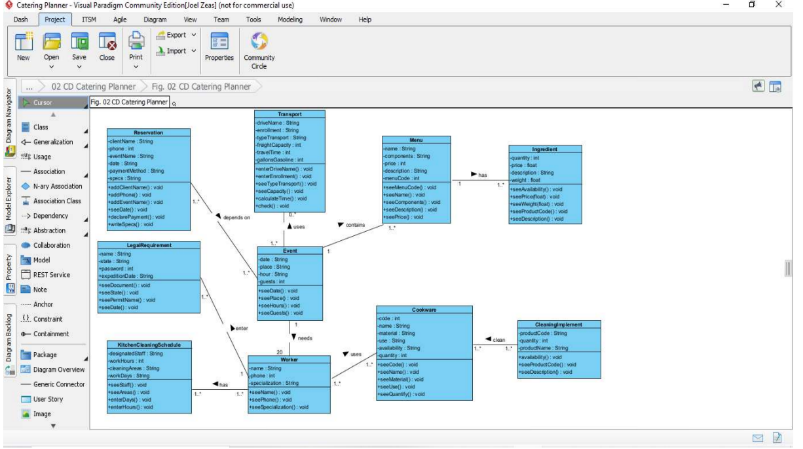 Catering Planner - Visual Paradigm Community Edition[Joel Zeas] (not for commercial use)
Dash Project ITSM Agile Diagram View Team Tools Modeling Window Help
New Open Save Close Print Export Import Properties Community Circle
... 02 CD Catering Planner Fig. 02 CD Catering Planner
Diagram Navigator
Model Explorer
Property
Diagram Backlog
Cursor
Class
Generalization
Usage
Association
N-ary Association
Association Class
Dependency
Abstraction
Collaboration
Model
REST Service
Note
Anchor
Constraint
Containment
Package
Diagram Overview
Generic Connector
User Story
Image
Fig. 02 CD Catering Planner
Transport
-driveName : String
-enrollment : String
-typeTransport : String
-freightCapacity : int
-travelTime : int
-gallonsGasoline : int
+enterDriveName() : void
+enterEnrollment() : void
+seeTypeTransport() : void
+seeCapacity() : void
+calculateTime() : void
+check() : void
Reservation
-clientName : String
-phone : int
-eventName : String
-date : String
-paymentMethod : String
-specs : String
+addClientName() : void
+addPhone() : void
+addEventName() : void
+seeDate() : void
+declarePayment() : void
+writeSpecs() : void
Menu
-name : String
-components : String
-price : int
-description : String
-menuCode : int
+seeMenuCode() : void
+seeName() : void
+seeComponents() : void
+seeDescription() : void
+seePrice() : void
Ingredient
-quantity : int
-price : float
-description : String
-weight : float
+seeAvailability() : void
+seePrice(float) : void
+seeWeight(float) : void
+seeProductCode() : void
+seeDescription() : void
has
1
1..*
1..*
depends on
0..*
uses
1..*
contains
1
LegalRequirement
-name : String
-state : String
+password : int
+expeditionDate : String
+seeDocument() : void
+seeState() : void
+seePermitName() : void
+seeDate() : void
Event
-date : String
-place : String
-hour : String
-guests : int
+seeDate() : void
+seePlace() : void
+seeHours() : void
+seeGuests() : void
1..*
1..*
1
needs
20
enter
1
Cookware
-code : int
-name : String
-material : String
-use : String
-availability : String
-quantity : int
+seeCode() : void
+seeName() : void
+seeMaterial() : void
+seeUse() : void
+seeQuantity() : void
CleaningImplement
-productCode : String
-quantity : int
-productName : String
+availability() : void
+seeProductCode() : void
+seeDescription() : void
clean
1..*
1..*
KitchenCleaningSchedule
-designatedStaff : String
-workHours : int
-cleaningAreas : String
-workDays : String
+seeStaff() : void
+seeAreas() : void
+enterDays() : void
+enterHours() : void
Worker
-name : String
-phone : int
-specialization : String
+seeName() : void
+seePhone() : void
+seeSpecialization() : void
has
1..*
1..*
uses
1..*
1..*